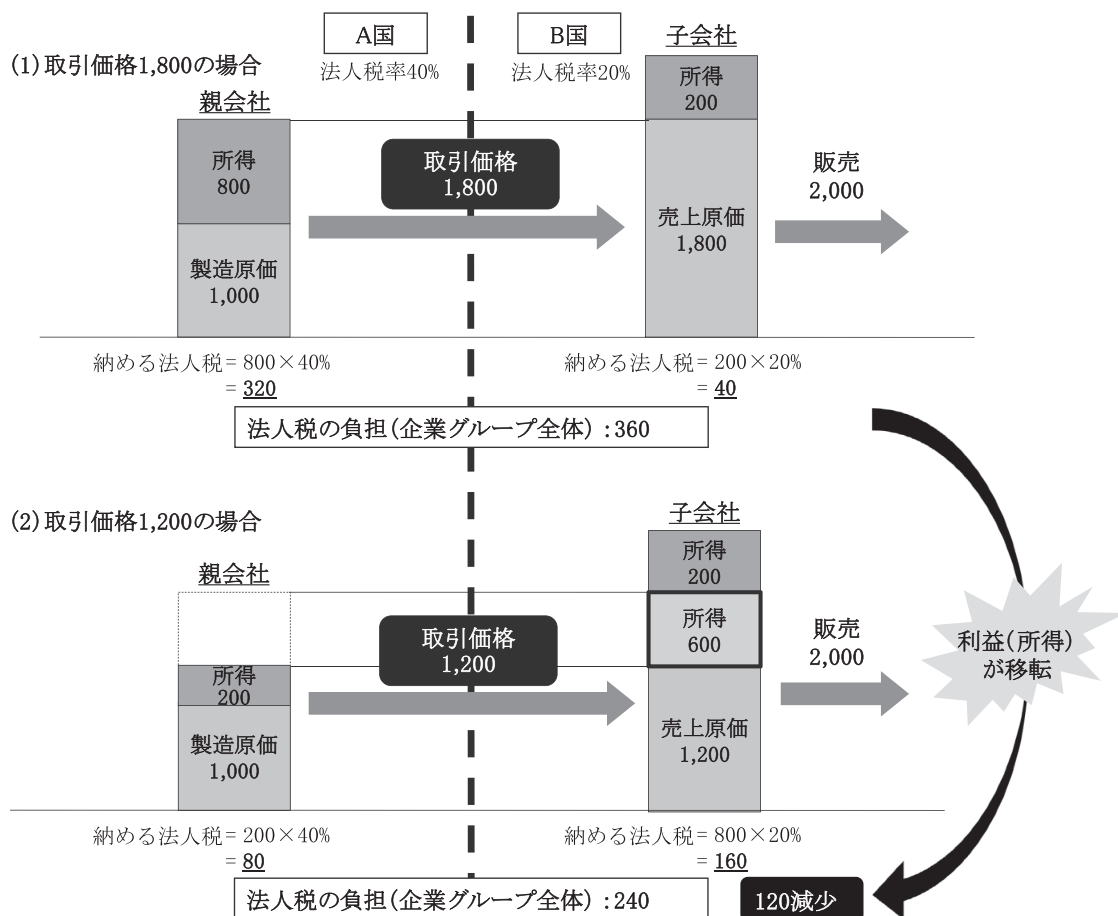 A国
B国
法人税率40%
法人税率20%
(1)取引価格1,800の場合
親会社
子会社
所得
800
製造原価
1,000
取引価格
1,800
所得
200
売上原価
1,800
販売
2,000
納める法人税= 800×40%
= 320
納める法人税= 200×20%
= 40
法人税の負担(企業グループ全体) :360
(2)取引価格1,200の場合
親会社
子会社
所得
200
製造原価
1,000
取引価格
1,200
所得
200
所得
600
売上原価
1,200
販売
2,000
利益(所得)
が移転
納める法人税= 200×40%
= 80
納める法人税= 800×20%
= 160
法人税の負担(企業グループ全体) :240
120減少